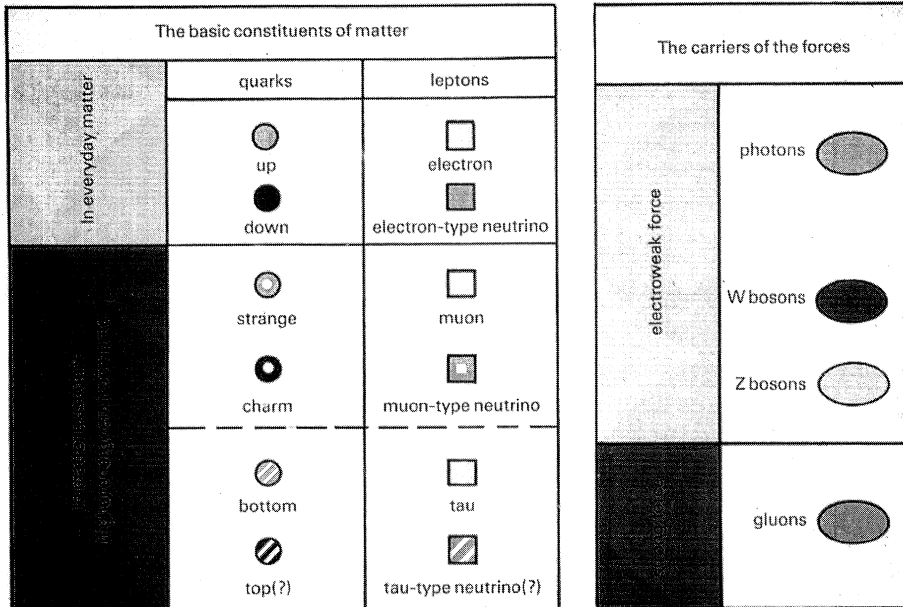 The basic constituents of matter
In everyday matter
quarks
leptons
up
electron
down
electron-type neutrino
strange
muon
charm
muon-type neutrino
bottom
tau
top(?)
tau-type neutrino(?)
The carriers of the forces
electroweak force
photons
W bosons
Z bosons
gluons